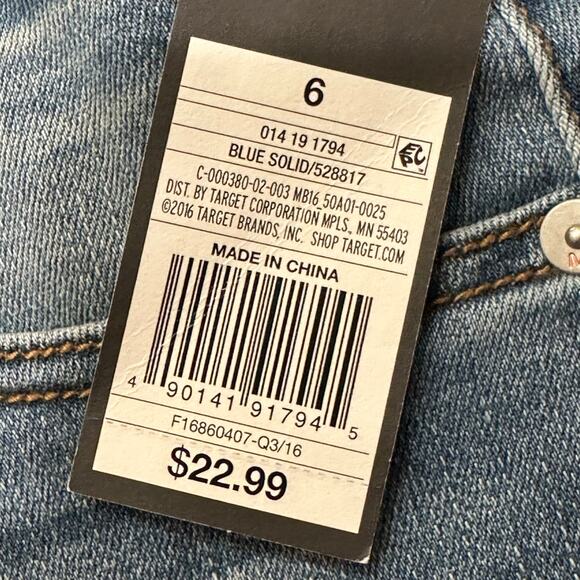 6
014 19 1794
BLUE SOLID/528817
EPC
C-000380-02-003 MB16_50A01-0025
DIST. BY TARGET CORPORATION MPLS., MN 55403
©2016 TARGET BRANDS, INC. SHOP TARGET.COM
MADE IN CHINA
4 90141 91794 5
F16860407-Q3/16
$22.99